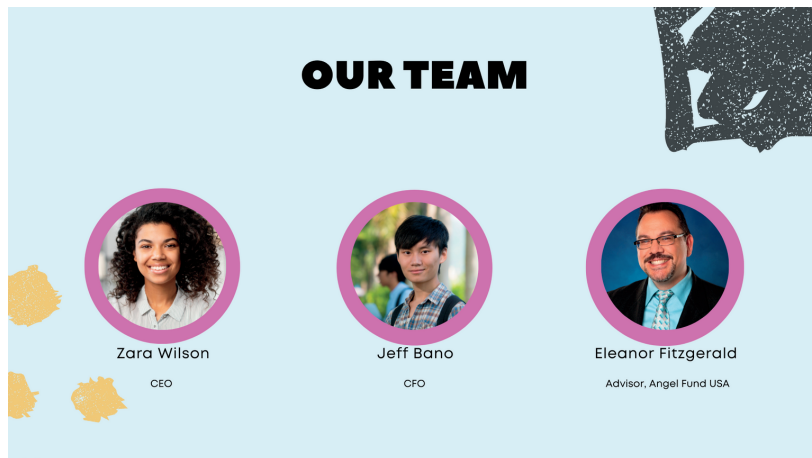 OUR TEAM
Zara Wilson
CEO
Jeff Bano
CFO
Eleanor Fitzgerald
Advisor, Angel Fund USA